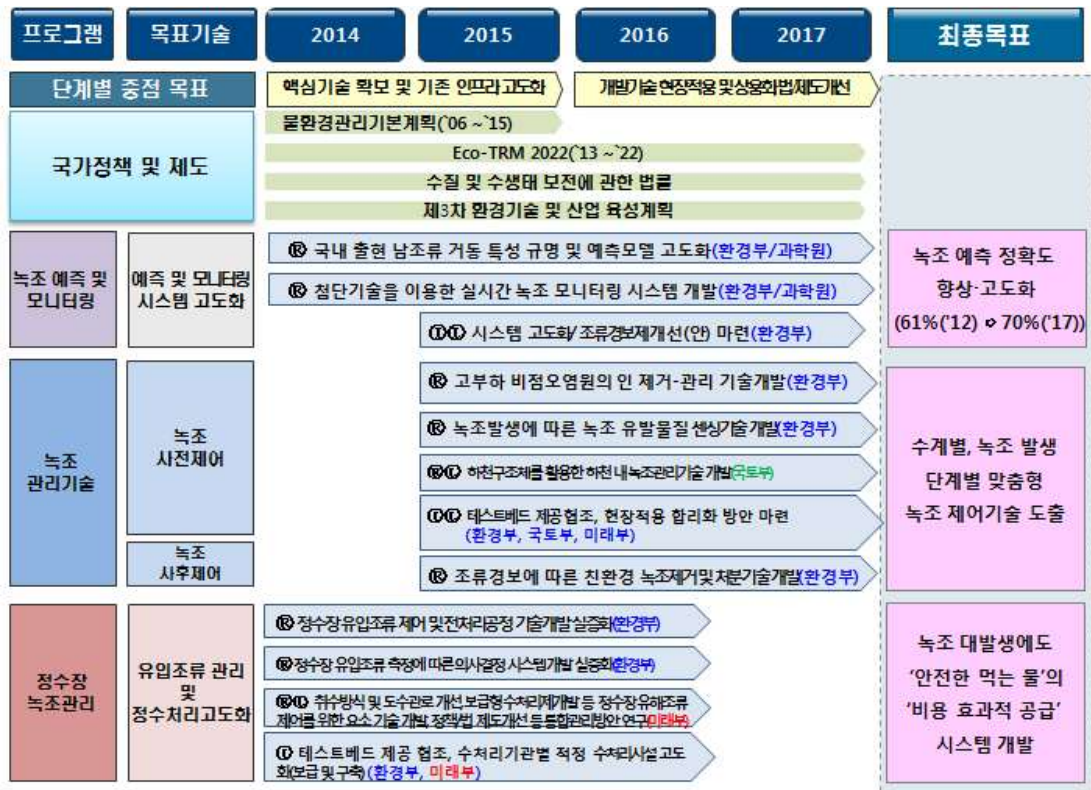 프로그램 목표기술 2014 2015 2016 2017 최종목표
단계별 중점 목표 핵심기술 확보 및 기존 인프라 고도화 개발기술 현장적용 및 상용화 법/제도개선
국가정책 및 제도
물환경관리기본계획(`06 ~`15)
Eco-TRM 2022(`13 ~`22)
수질 및 수생태 보전에 관한 법률
제3차 환경기술 및 산업 육성계획
녹조 예측 및
모니터링
예측 및 모니터링
시스템 고도화
Ⓡ 국내 출현 남조류 거동 특성 규명 및 예측모델 고도화(환경부/과학원)
Ⓡ 첨단기술을 이용한 실시간 녹조 모니터링 시스템 개발(환경부/과학원)
ⒹⒾ 시스템 고도화/ 조류경보제개선(안) 마련(환경부)
녹조 예측 정확도
향상·고도화
(61%('12) ⇨ 70%('17))
녹조
관리기술
녹조
사전제어
녹조
사후제어
Ⓡ 고부하 비점오염원의 인 제거-관리 기술개발(환경부)
Ⓡ 녹조발생에 따른 녹조 유발물질 센싱기술 개발(환경부)
ⓇⒹ 하천구조체를 활용한 하천 내 녹조관리기술 개발(국토부)
ⒹⒾ 테스트베드 제공협조, 현장적용 합리화 방안 마련
(환경부, 국토부, 미래부)
Ⓡ 조류경보에 따른 친환경 녹조제거 및 처분기술개발(환경부)
수계별, 녹조 발생
단계별 맞춤형
녹조 제어기술 도출
정수장
녹조관리
유입조류 관리
및
정수처리고도화
Ⓡ 정수장 유입조류 제어 및 전처리공정 기술개발 실증화(환경부)
Ⓡ 정수장 유입조류 측정에 따른 의사결정 시스템개발 실증화(환경부)
ⓇⒹ 취수방식 및 도수관로 개선, 보급형수처리제개발 등 정수장 유해조류
제어를 위한 요소 기술 개발, 정책/법 제도개선 등 통합관리방안 연구(미래부)
Ⓘ 테스트베드 제공 협조, 수처리기관별 적정 수처리시설 고도
화(보급 및 구축)(환경부, 미래부)
녹조 대발생에도
'안전한 먹는 물'의
'비용 효과적 공급'
시스템 개발